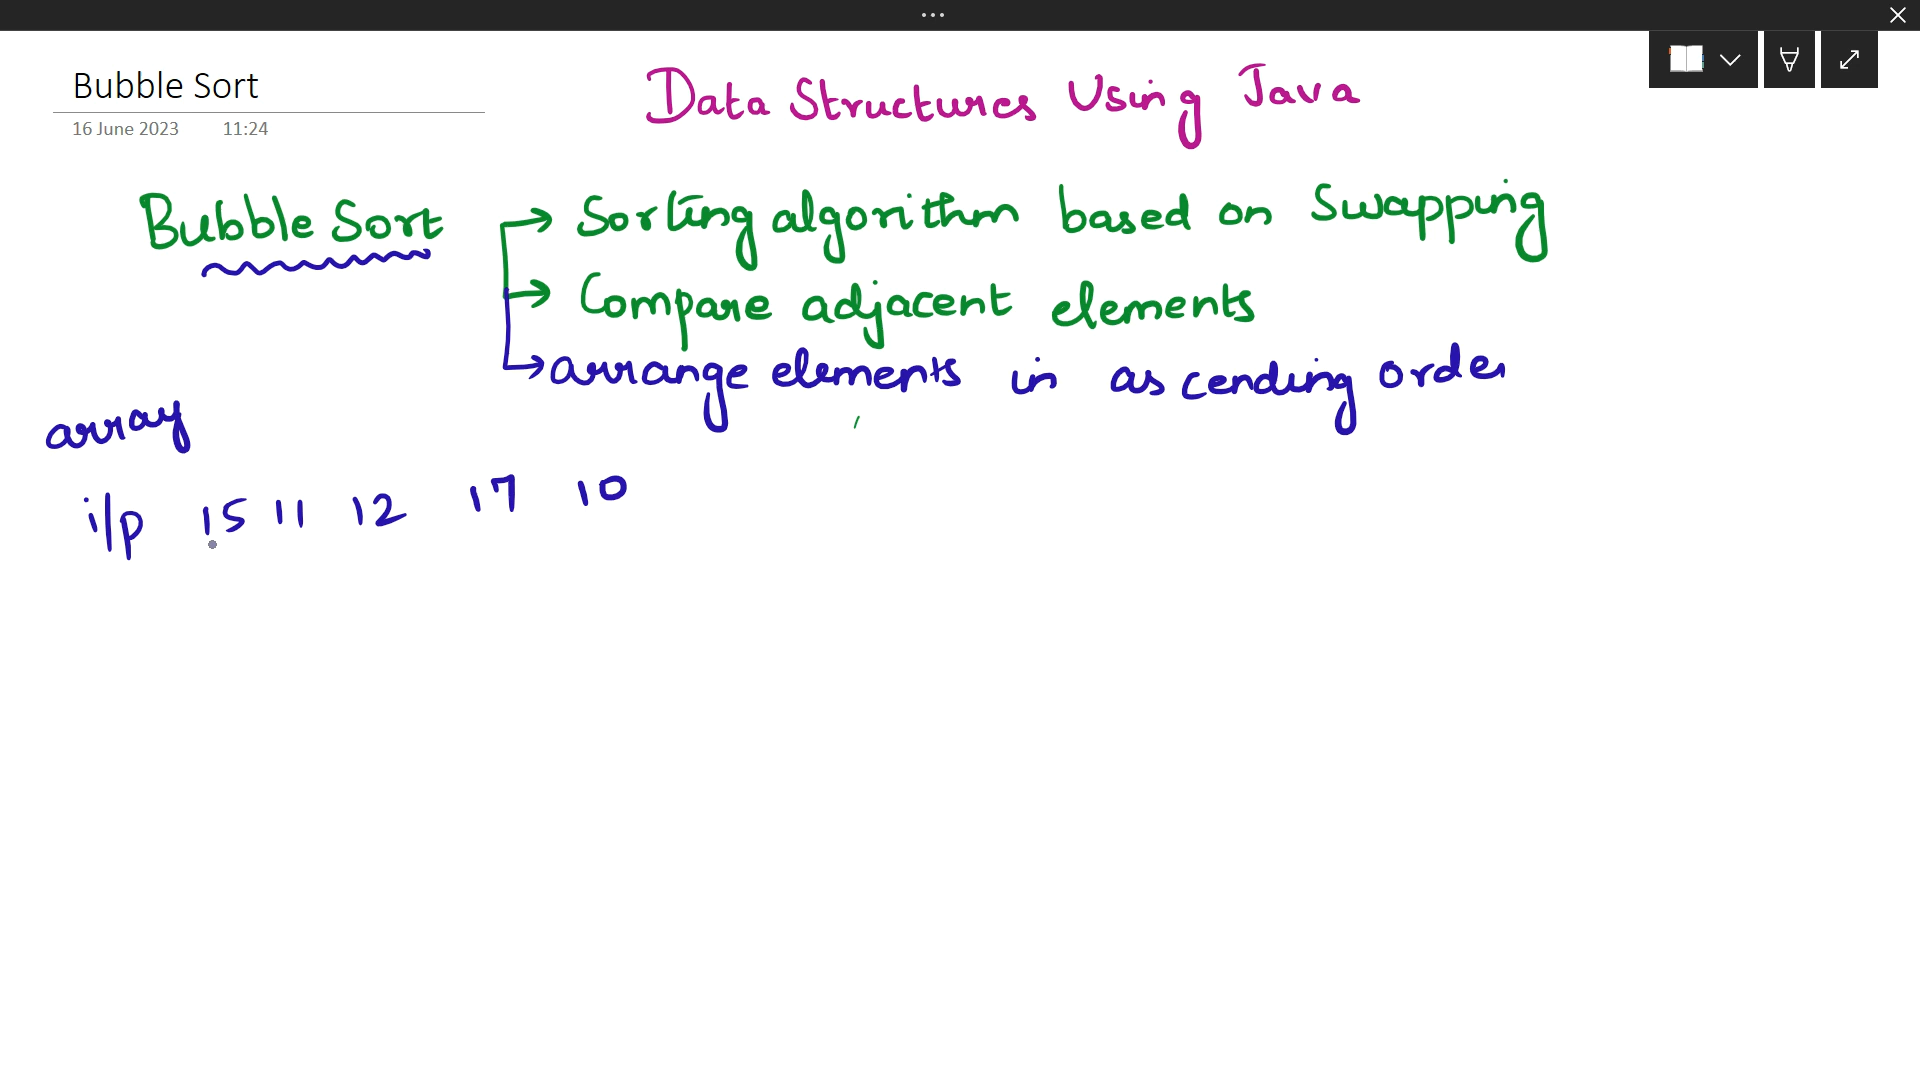 Bubble Sort
16 June 2023 11:24
Data Structures Using Java
Bubble Sort → Sorting algorithm based on Swapping
→ Compare adjacent elements
→ arrange elements in ascending order
array
i/p 15 11 12 17 10